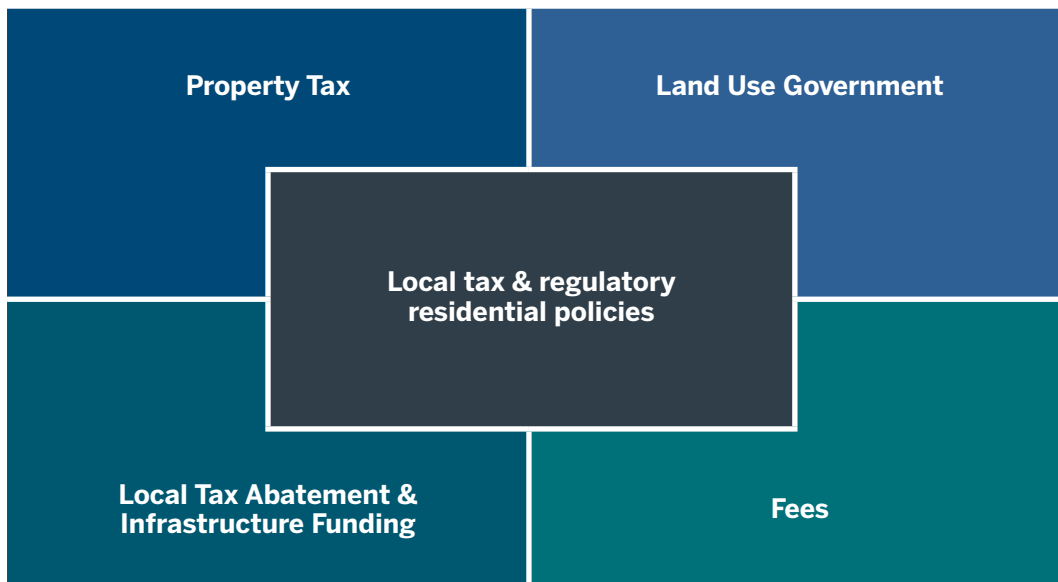 Property Tax
Land Use Government
Local tax & regulatory
residential policies
Local Tax Abatement &
Infrastructure Funding
Fees